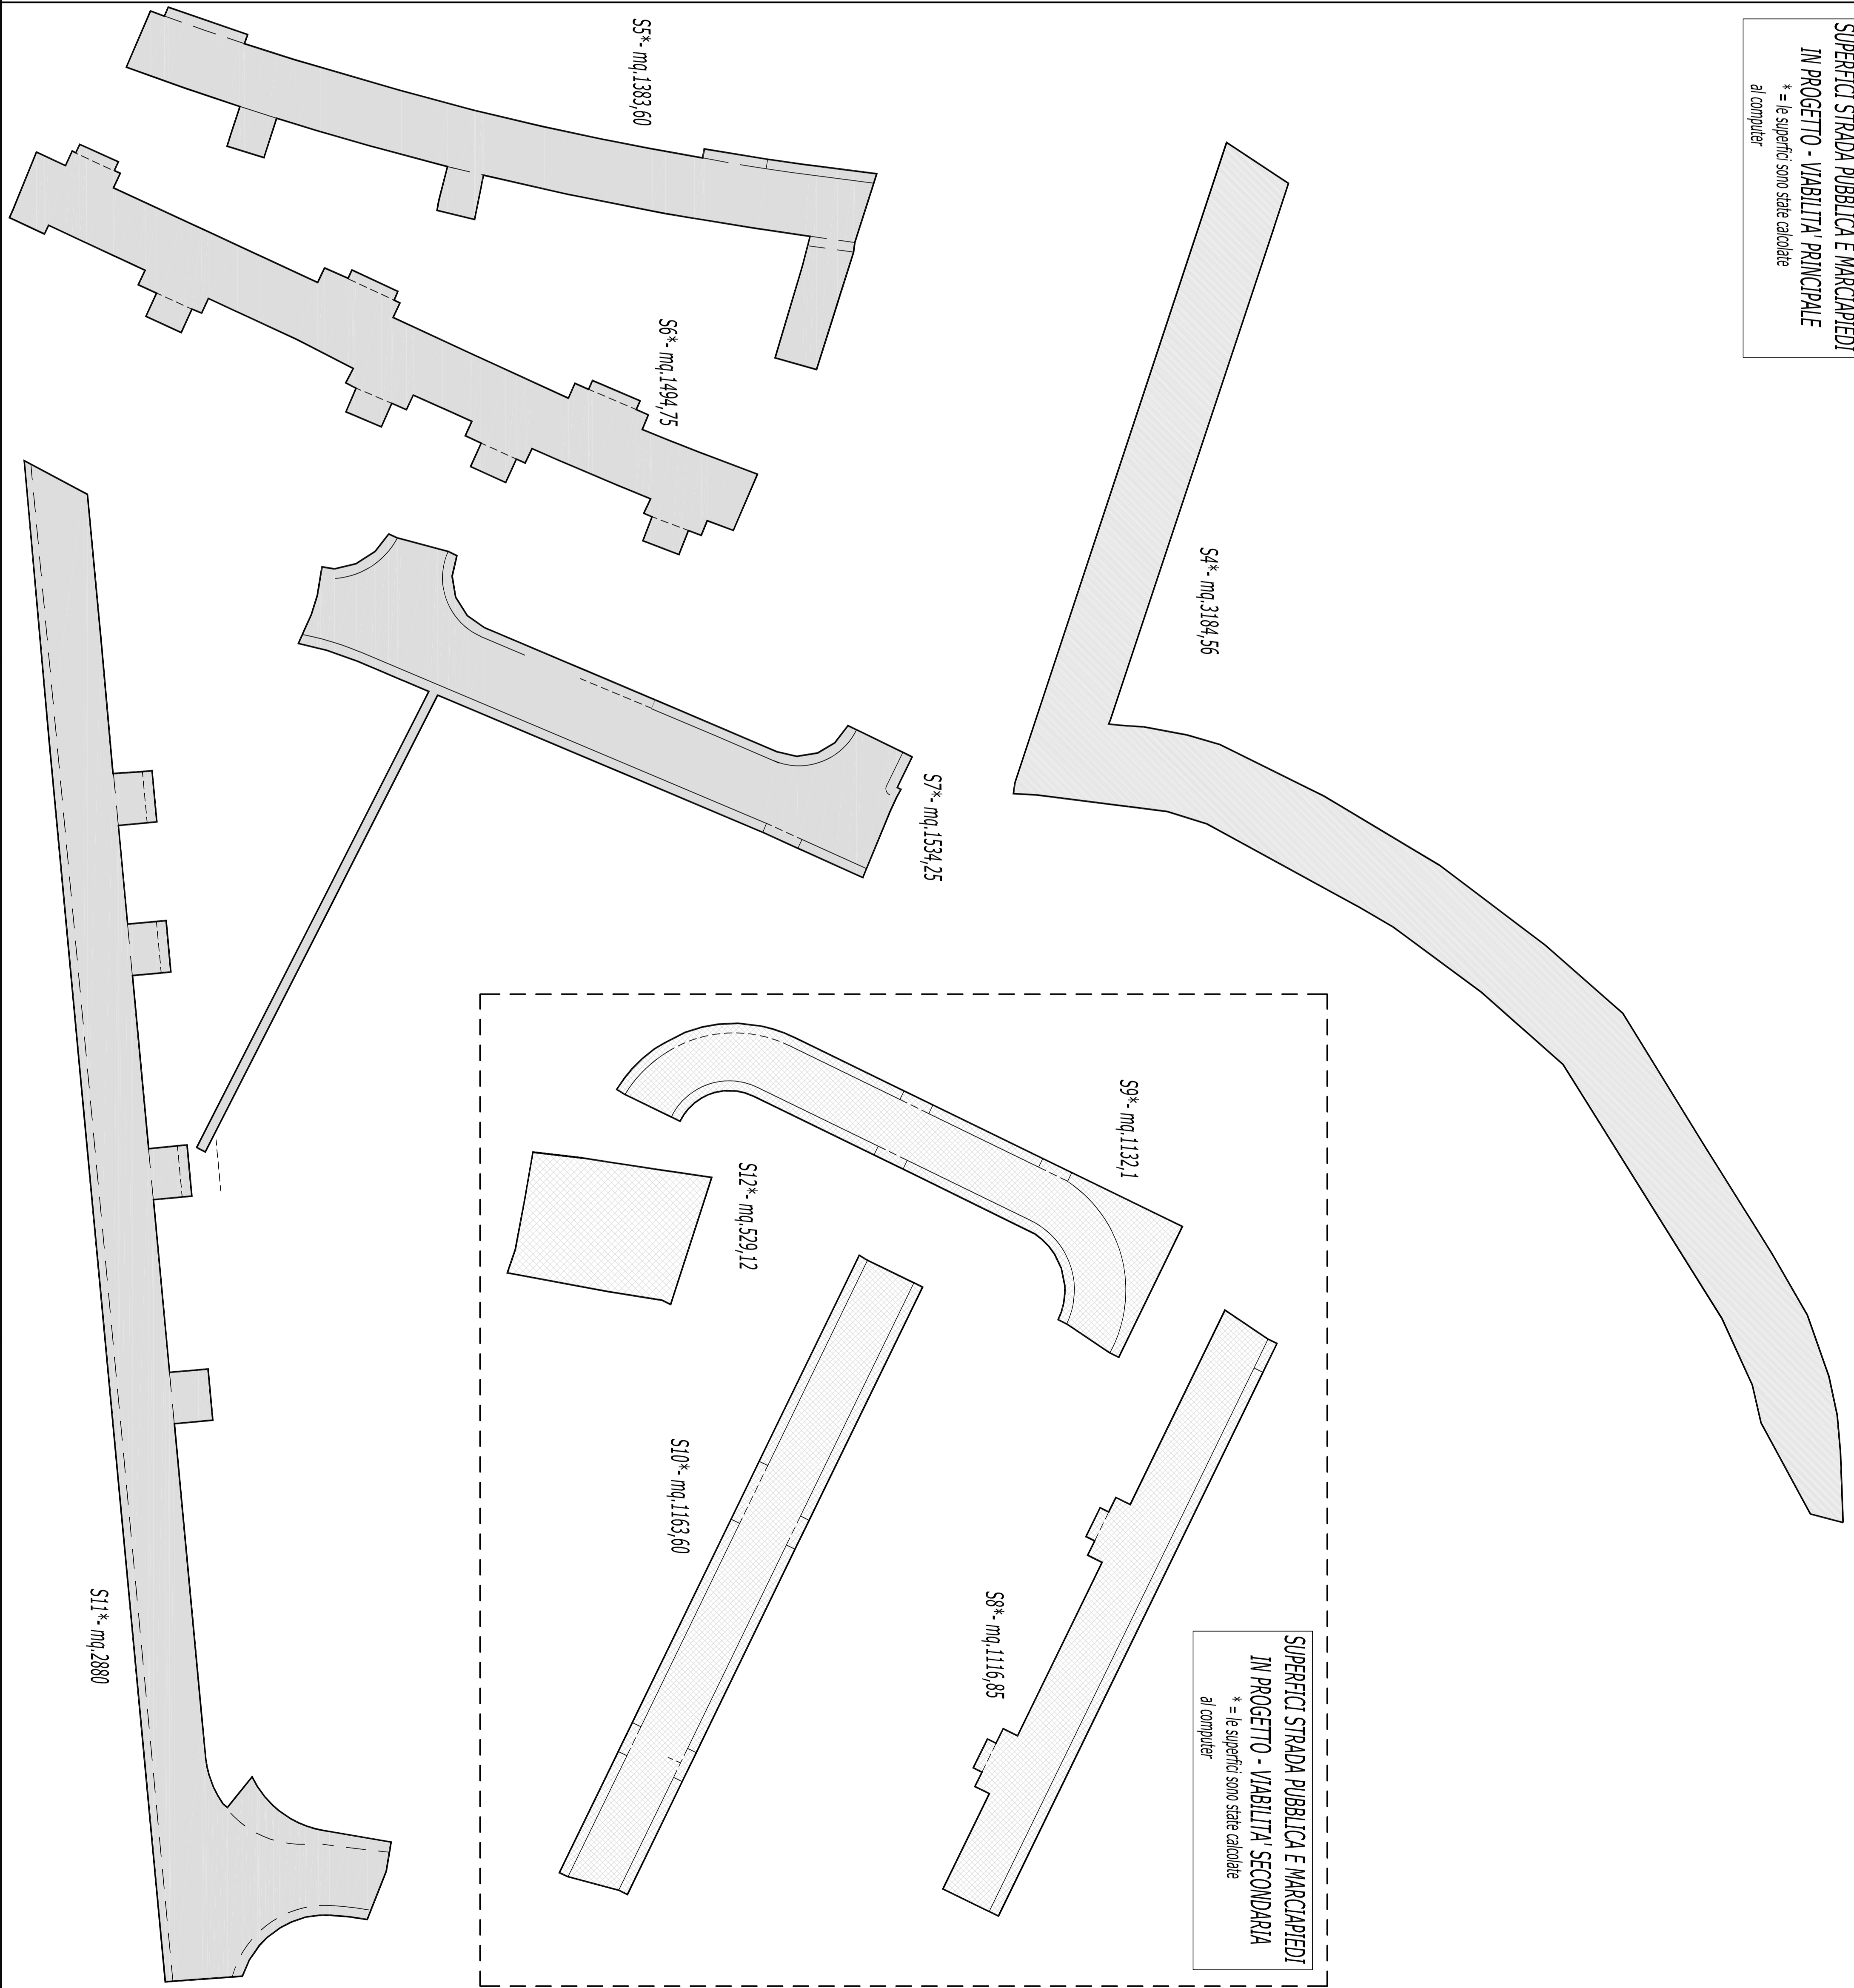 SUPERFICI STRADA PUBBLICA E MARCIAPIEDI
IN PROGETTO - VIABILITA' PRINCIPALE
* = le superfici sono state calcolate
al computer
S4*- mq.3184,56
S5*- mq.1383,60
S6*- mq.1494,75
S7*- mq.1534,25
S9*- mq.1132,1
S12*- mq.529,12
S10*- mq.1163,60
S8*- mq.1116,85
SUPERFICI STRADA PUBBLICA E MARCIAPIEDI
IN PROGETTO - VIABILITA' SECONDARIA
* = le superfici sono state calcolate
al computer
S11*- mq.2880